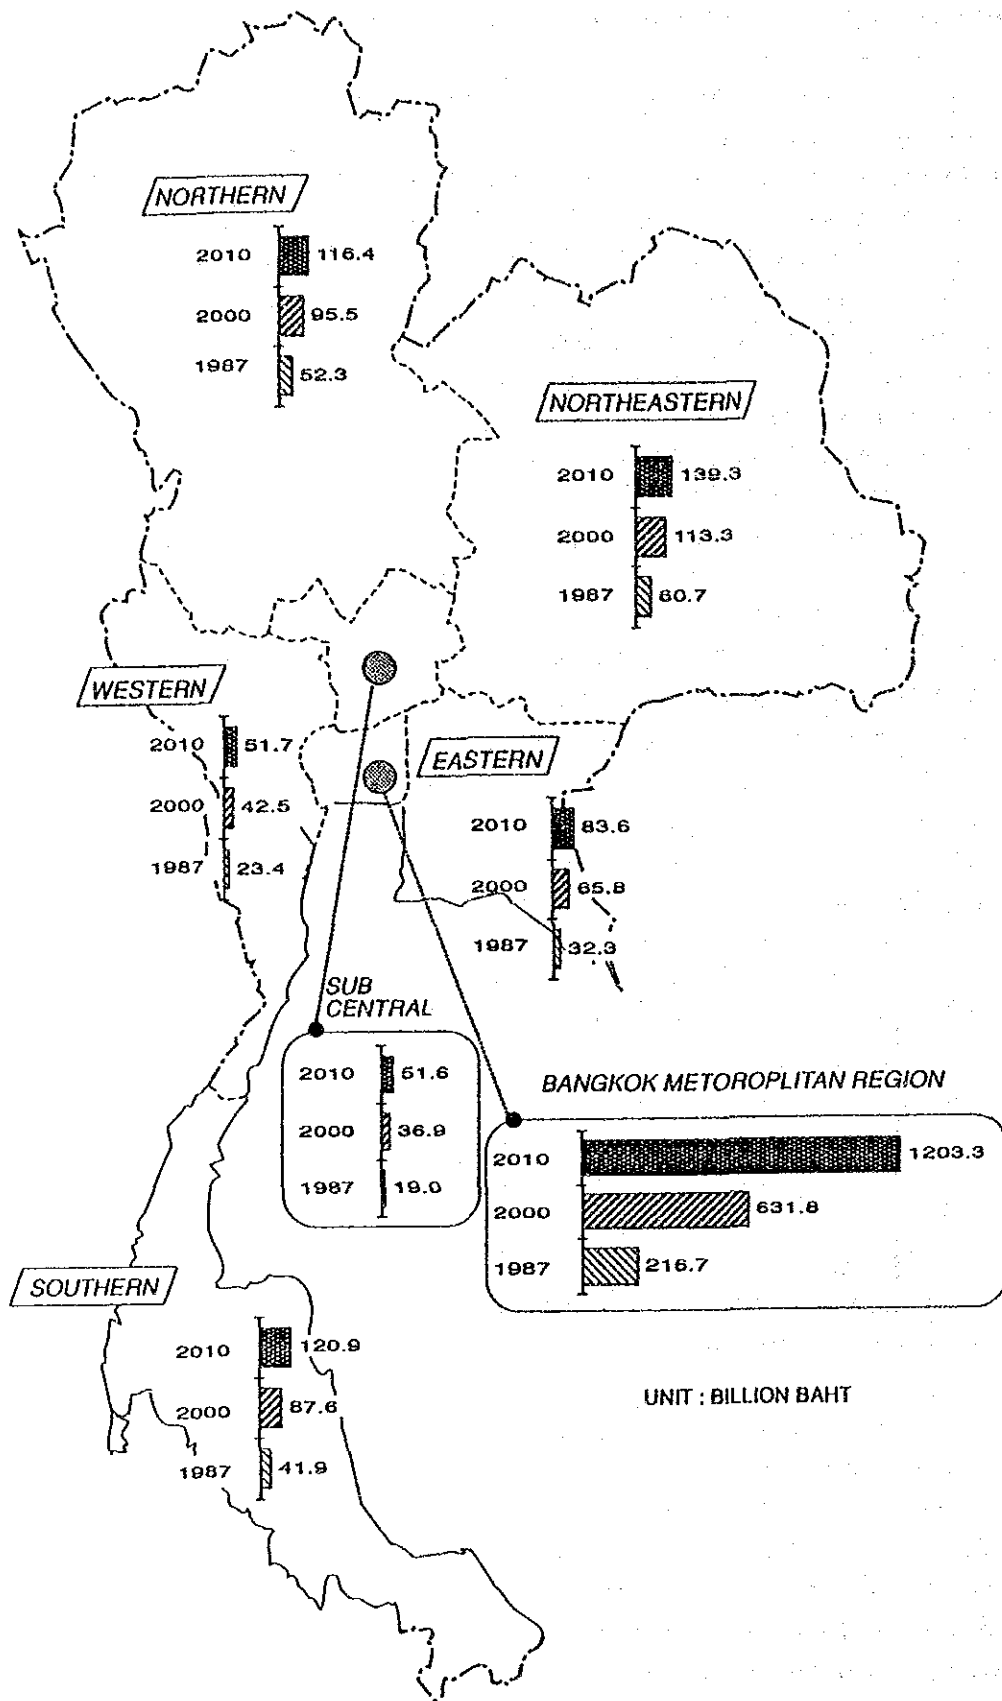 NORTHERN
2010 116.4
2000 95.5
1987 52.3
NORTHEASTERN
2010 139.3
2000 113.3
1987 60.7
WESTERN
2010 51.7
2000 42.5
1987 23.4
EASTERN
2010 83.6
2000 65.8
1987 32.3
SUB
CENTRAL
2010 51.6
2000 36.9
1987 19.0
BANGKOK METOROPLITAN REGION
2010 1203.3
2000 631.8
1987 216.7
SOUTHERN
2010 120.9
2000 87.6
1987 41.9
UNIT : BILLION BAHT